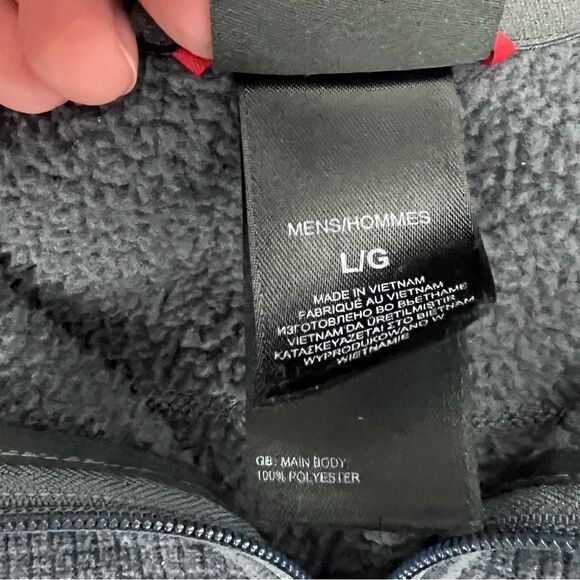 MENS/HOMMES
L/G
MADE IN VIETNAM
FABRIQUÉ AU VIETNAM
ИЗГОТОВЛЕНО ВО ВЬЕТНАМЕ
VIETNAM DA ÜRETILMISTIR
ΚΑΤΑΣΚΕΥΑΖΕΤΑΙ ΣΤΟ ΒΙΕΤΝΑΜ
WYPRODUKOWANO W
WIETNAMIE
GB: MAIN BODY:
100% POLYESTER